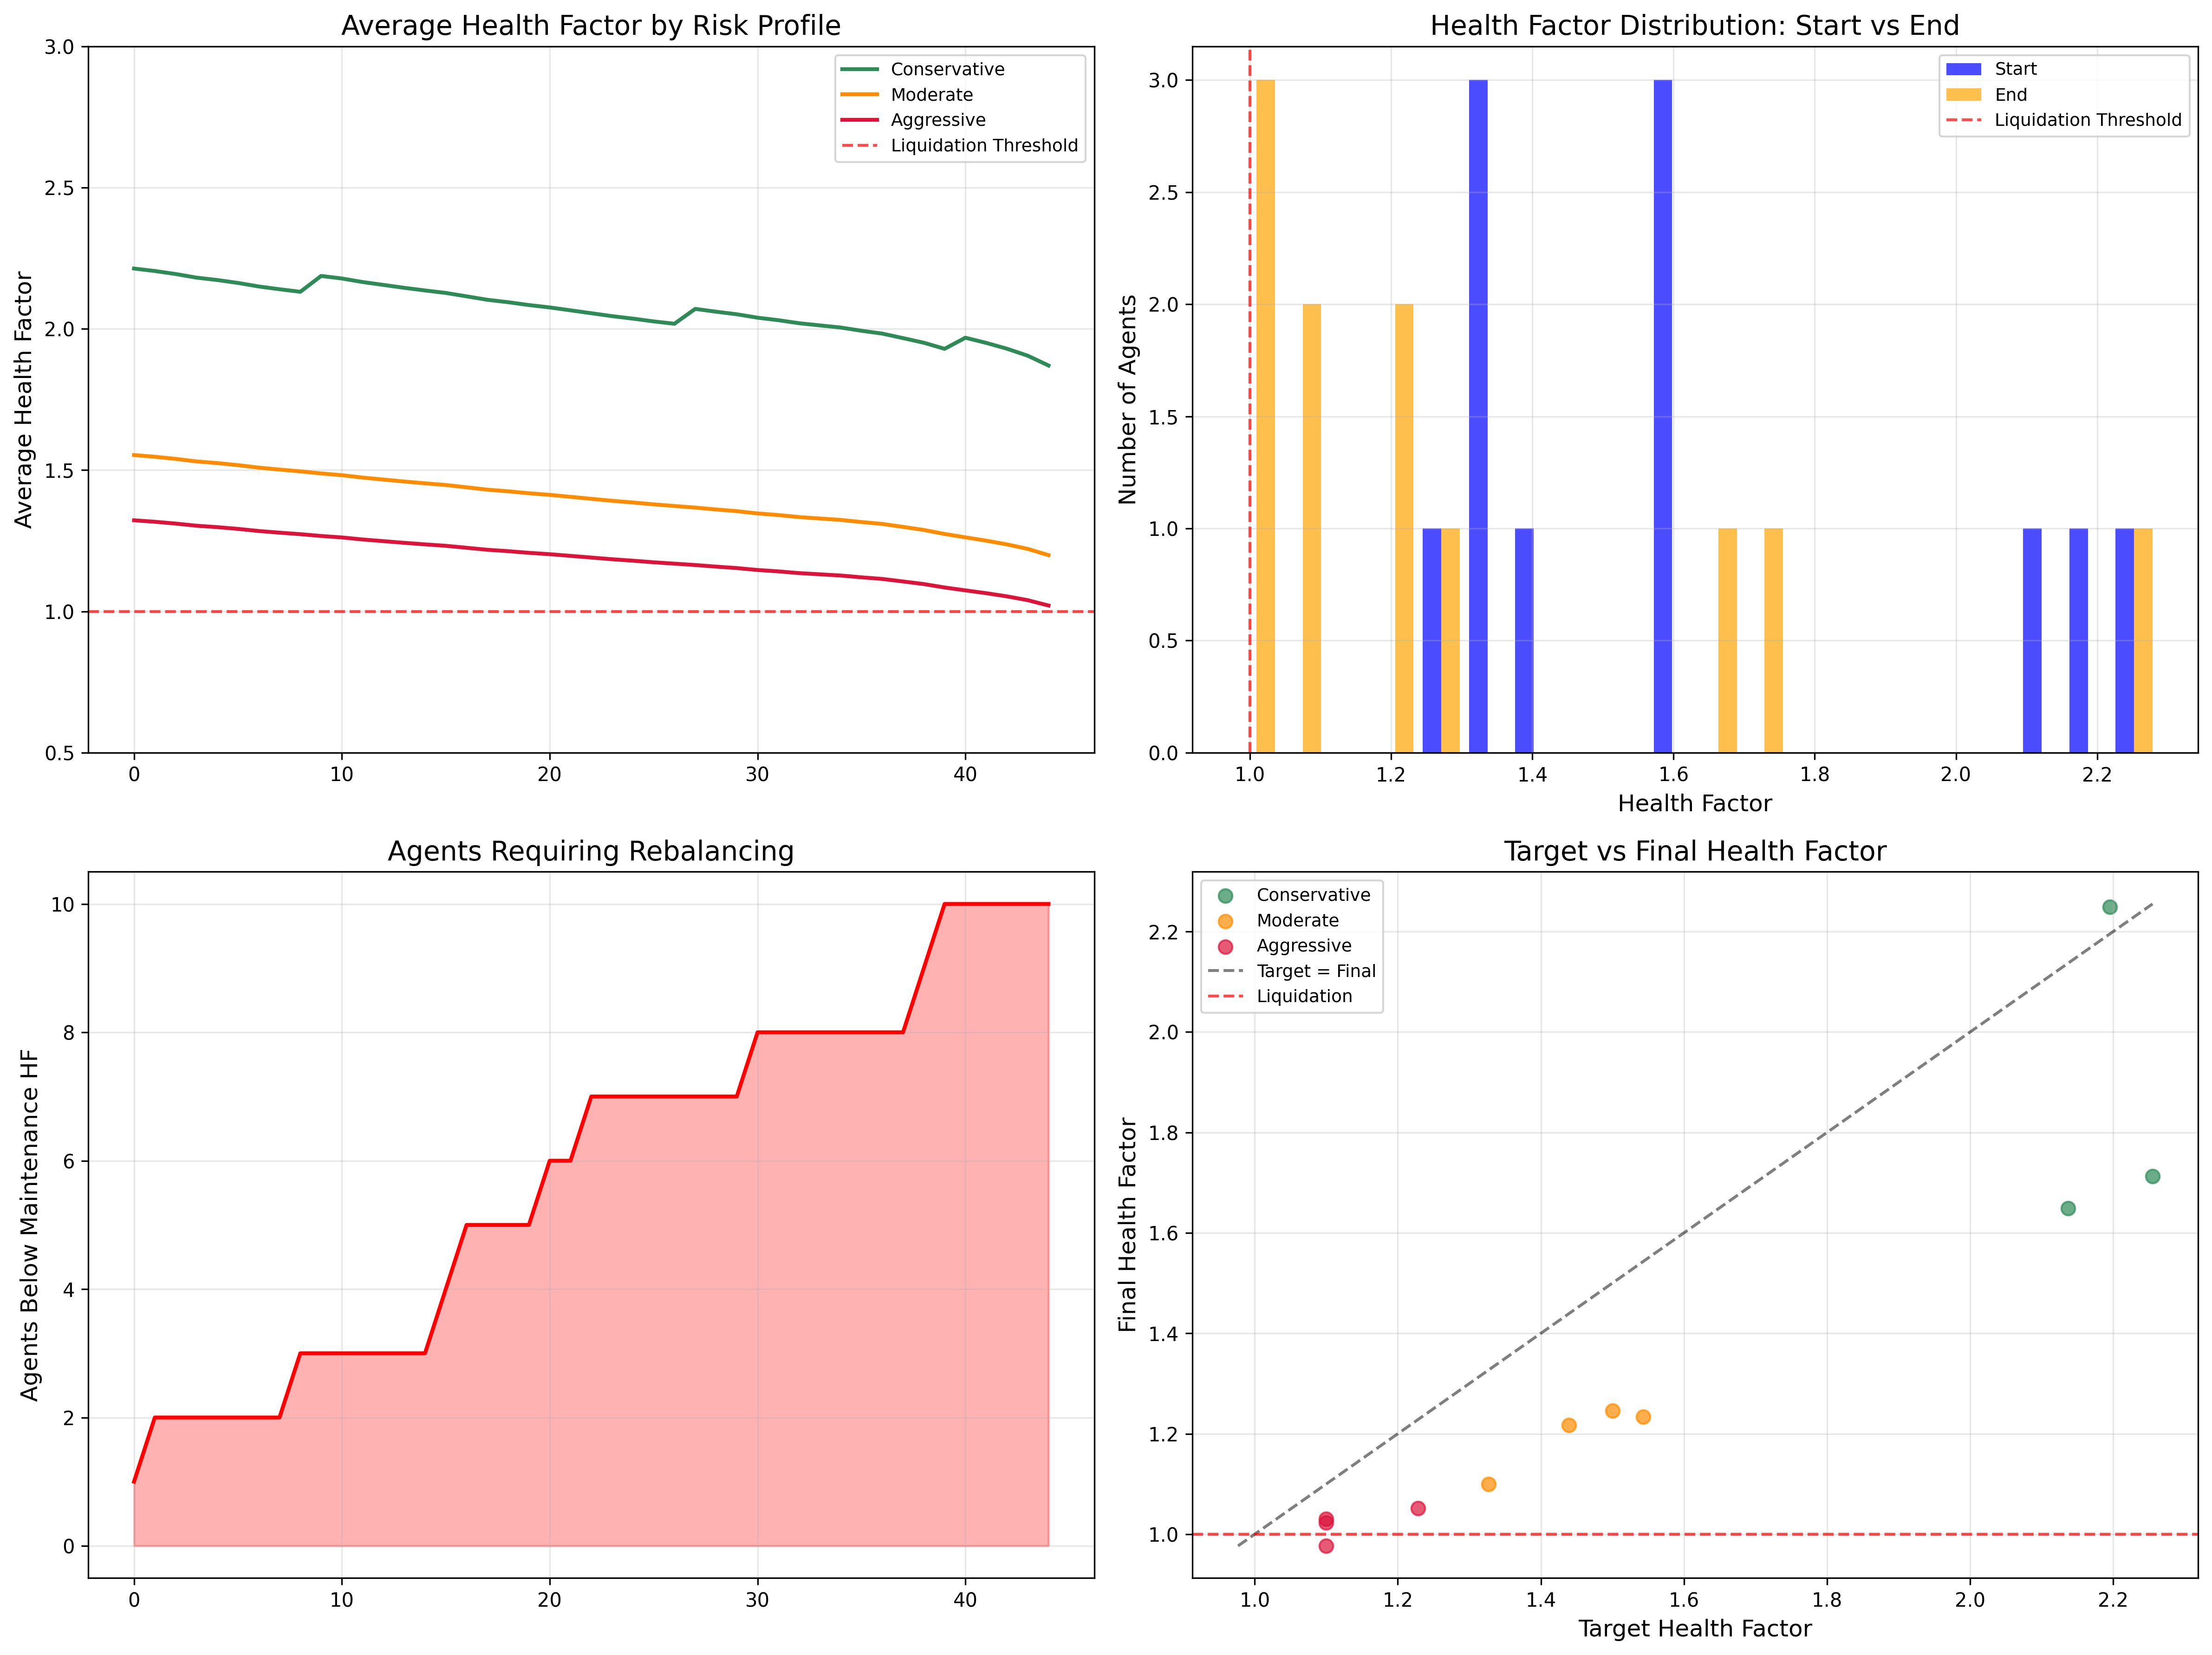 Average Health Factor by Risk Profile
Average Health Factor
3.0
2.5
2.0
1.5
1.0
0.5
0 10 20 30 40
Conservative
Moderate
Aggressive
Liquidation Threshold
Health Factor Distribution: Start vs End
Number of Agents
3.0
2.5
2.0
1.5
1.0
0.5
0.0
1.0 1.2 1.4 1.6 1.8 2.0 2.2
Health Factor
Start
End
Liquidation Threshold
Agents Requiring Rebalancing
Agents Below Maintenance HF
10
8
6
4
2
0
0 10 20 30 40
Target vs Final Health Factor
Final Health Factor
2.2
2.0
1.8
1.6
1.4
1.2
1.0
1.0 1.2 1.4 1.6 1.8 2.0 2.2
Target Health Factor
Conservative
Moderate
Aggressive
Target = Final
Liquidation